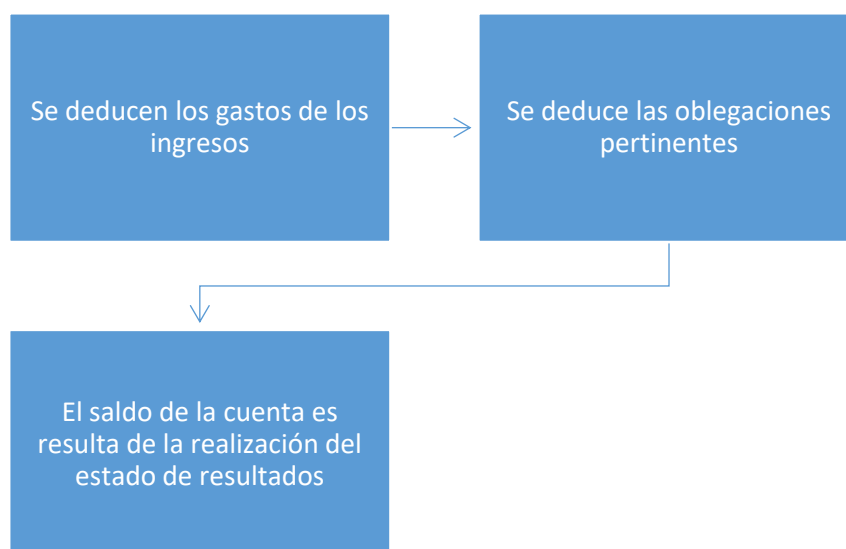 Se deducen los gastos de los
ingresos
Se deduce las oblegaciones
pertinentes
El saldo de la cuenta es
resulta de la realización del
estado de resultados